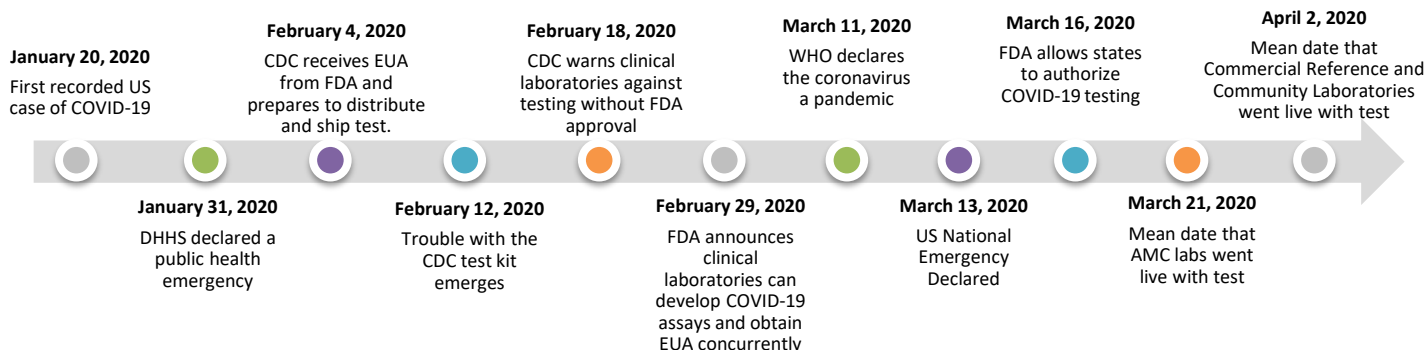 January 20, 2020
First recorded US
case of COVID-19
January 31, 2020
DHHS declared a
public health
emergency
February 4, 2020
CDC receives EUA
from FDA and
prepares to distribute
and ship test.
February 12, 2020
Trouble with the
CDC test kit
emerges
February 18, 2020
CDC warns clinical
laboratories against
testing without FDA
approval
February 29, 2020
FDA announces
clinical
laboratories can
develop COVID-19
assays and obtain
EUA concurrently
March 11, 2020
WHO declares
the coronavirus
a pandemic
March 13, 2020
US National
Emergency
Declared
March 16, 2020
FDA allows states
to authorize
COVID-19 testing
March 21, 2020
Mean date that
AMC labs went
live with test
April 2, 2020
Mean date that
Commercial Reference and
Community Laboratories
went live with test